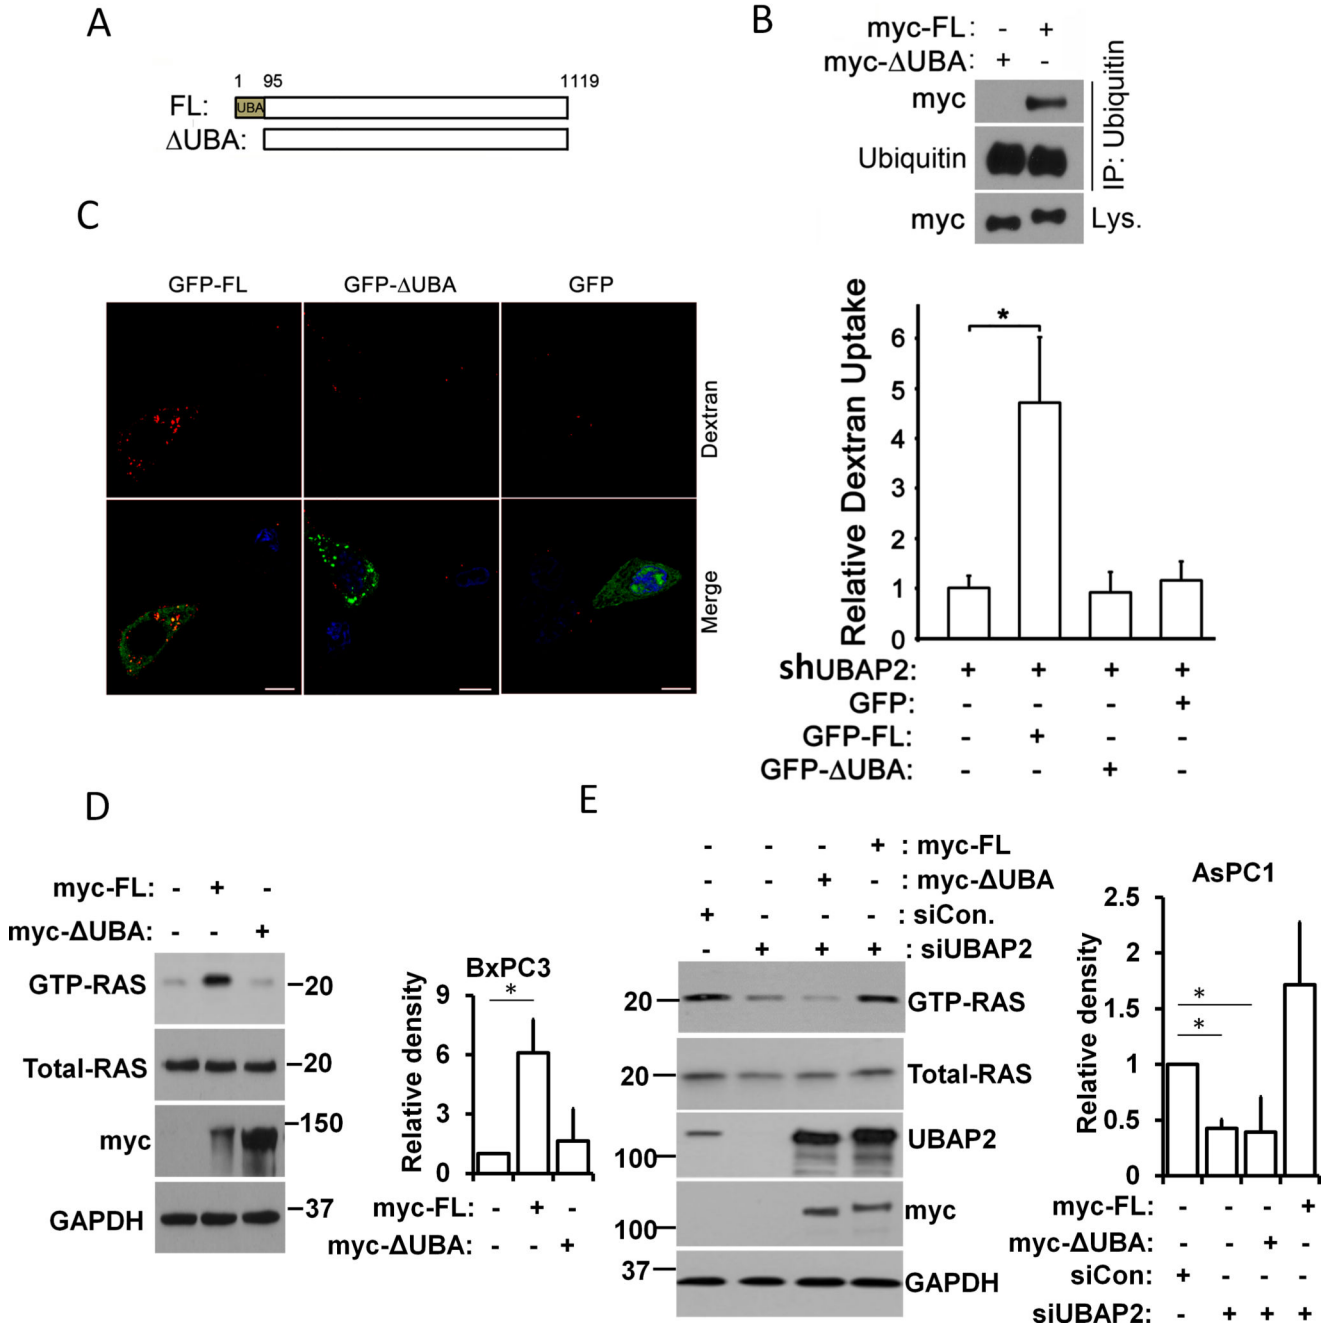 A
1 95 1119
FL: UBA
ΔUBA:
B
myc-FL: - +
myc-ΔUBA: + -
myc
Ubiquitin
IP: Ubiquitin
myc Lys.
C
GFP-FL GFP-ΔUBA GFP
Dextran
Merge
Relative Dextran Uptake
*
6
5
4
3
2
1
0
shUBAP2: + + + +
GFP: - - - +
GFP-FL: - + - -
GFP-ΔUBA: - - + -
D
myc-FL: - + -
myc-ΔUBA: - - +
GTP-RAS –20
Total-RAS –20
myc –150
GAPDH –37
BxPC3
Relative density
*
9
6
3
0
myc-FL: - + -
myc-ΔUBA: - - +
E
- - - + : myc-FL
- - + - : myc-ΔUBA
+ - - - : siCon.
- + + + : siUBAP2
20 GTP-RAS
20 Total-RAS
UBAP2
100
myc
100
37
GAPDH
AsPC1
Relative density
*
*
2.5
2
1.5
1
0.5
0
myc-FL: - - - +
myc-ΔUBA: - - + -
siCon: + - - -
siUBAP2: - + + +